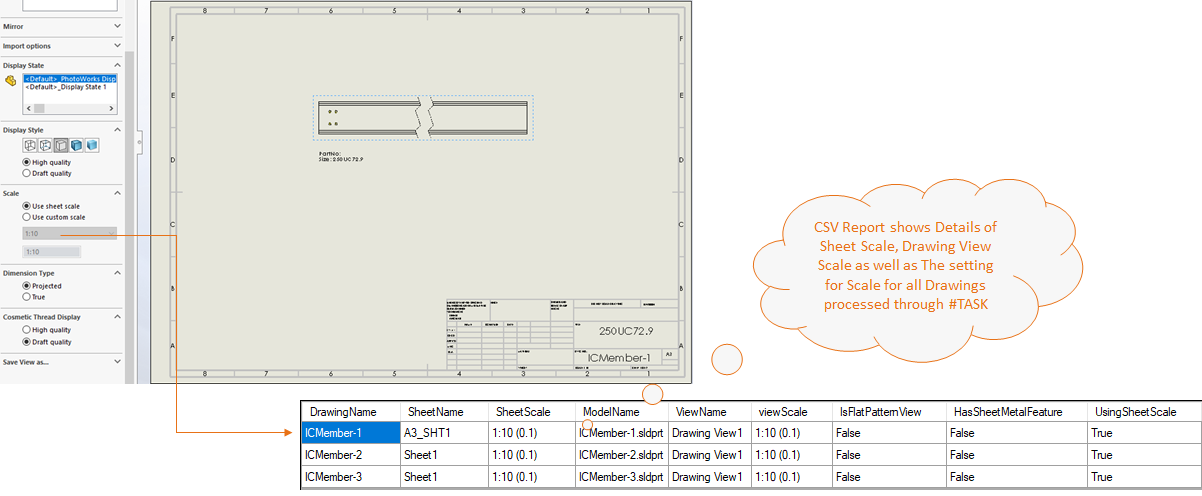 Mirror
Import options
Display State
<Default>_PhotoWorks Disp
<Default>_Display State 1
Display Style
High quality
Draft quality
Scale
Use sheet scale
Use custom scale
1:10
1:10
Dimension Type
Projected
True
Cosmetic Thread Display
High quality
Draft quality
Save View as...
8 7 6 5 4 3 2 1
F F
E E
D D
C C
B B
A A
PartNo:
Size: 250UC72.9
250UC72.9
ICMember-1
A3
8 7 6 5 4 3 2 1
CSV Report shows Details of
Sheet Scale, Drawing View
Scale as well as The setting
for Scale for all Drawings
processed through #TASK
DrawingName SheetName SheetScale ModelName ViewName viewScale IsFlatPatternView HasSheetMetalFeature UsingSheetScale
ICMember-1 A3_SHT1 1:10 (0.1) ICMember-1.sldprt Drawing View1 1:10 (0.1) False False True
ICMember-2 Sheet1 1:10 (0.1) ICMember-2.sldprt Drawing View1 1:10 (0.1) False False True
ICMember-3 Sheet1 1:10 (0.1) ICMember-3.sldprt Drawing View1 1:10 (0.1) False False True